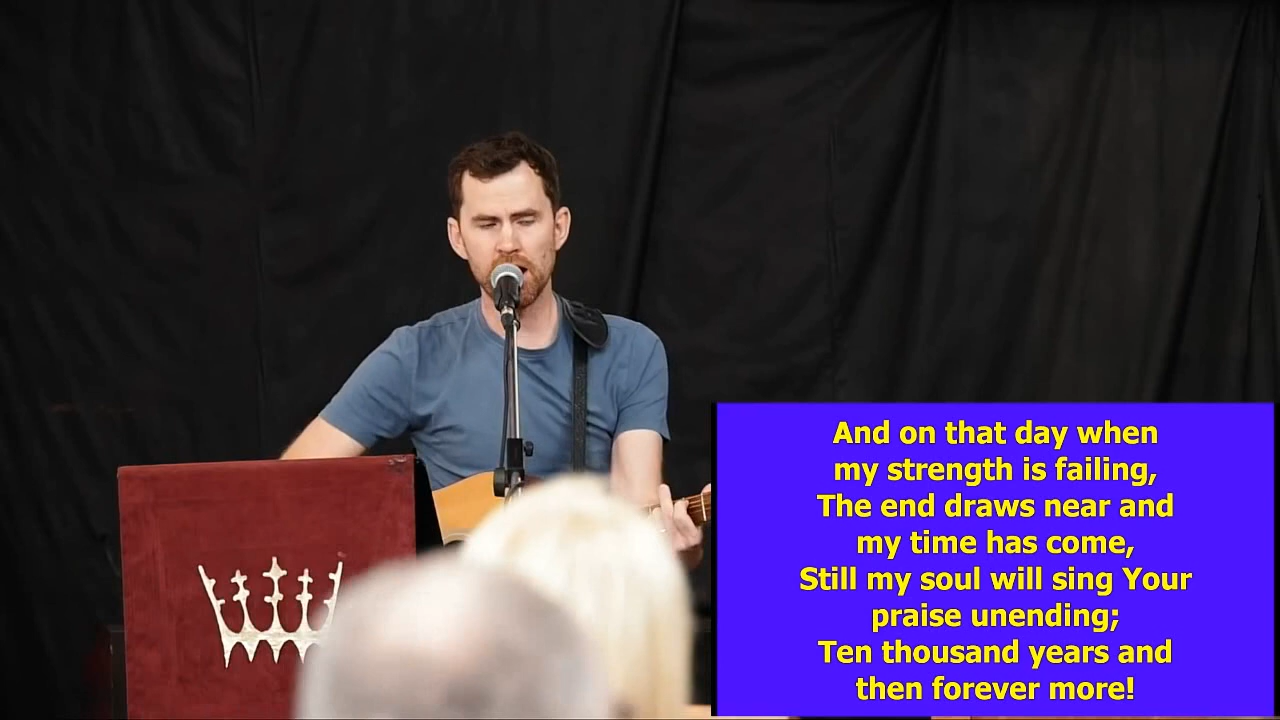 And on that day when
my strength is failing,
The end draws near and
my time has come,
Still my soul will sing Your
praise unending;
Ten thousand years and
then forever more!